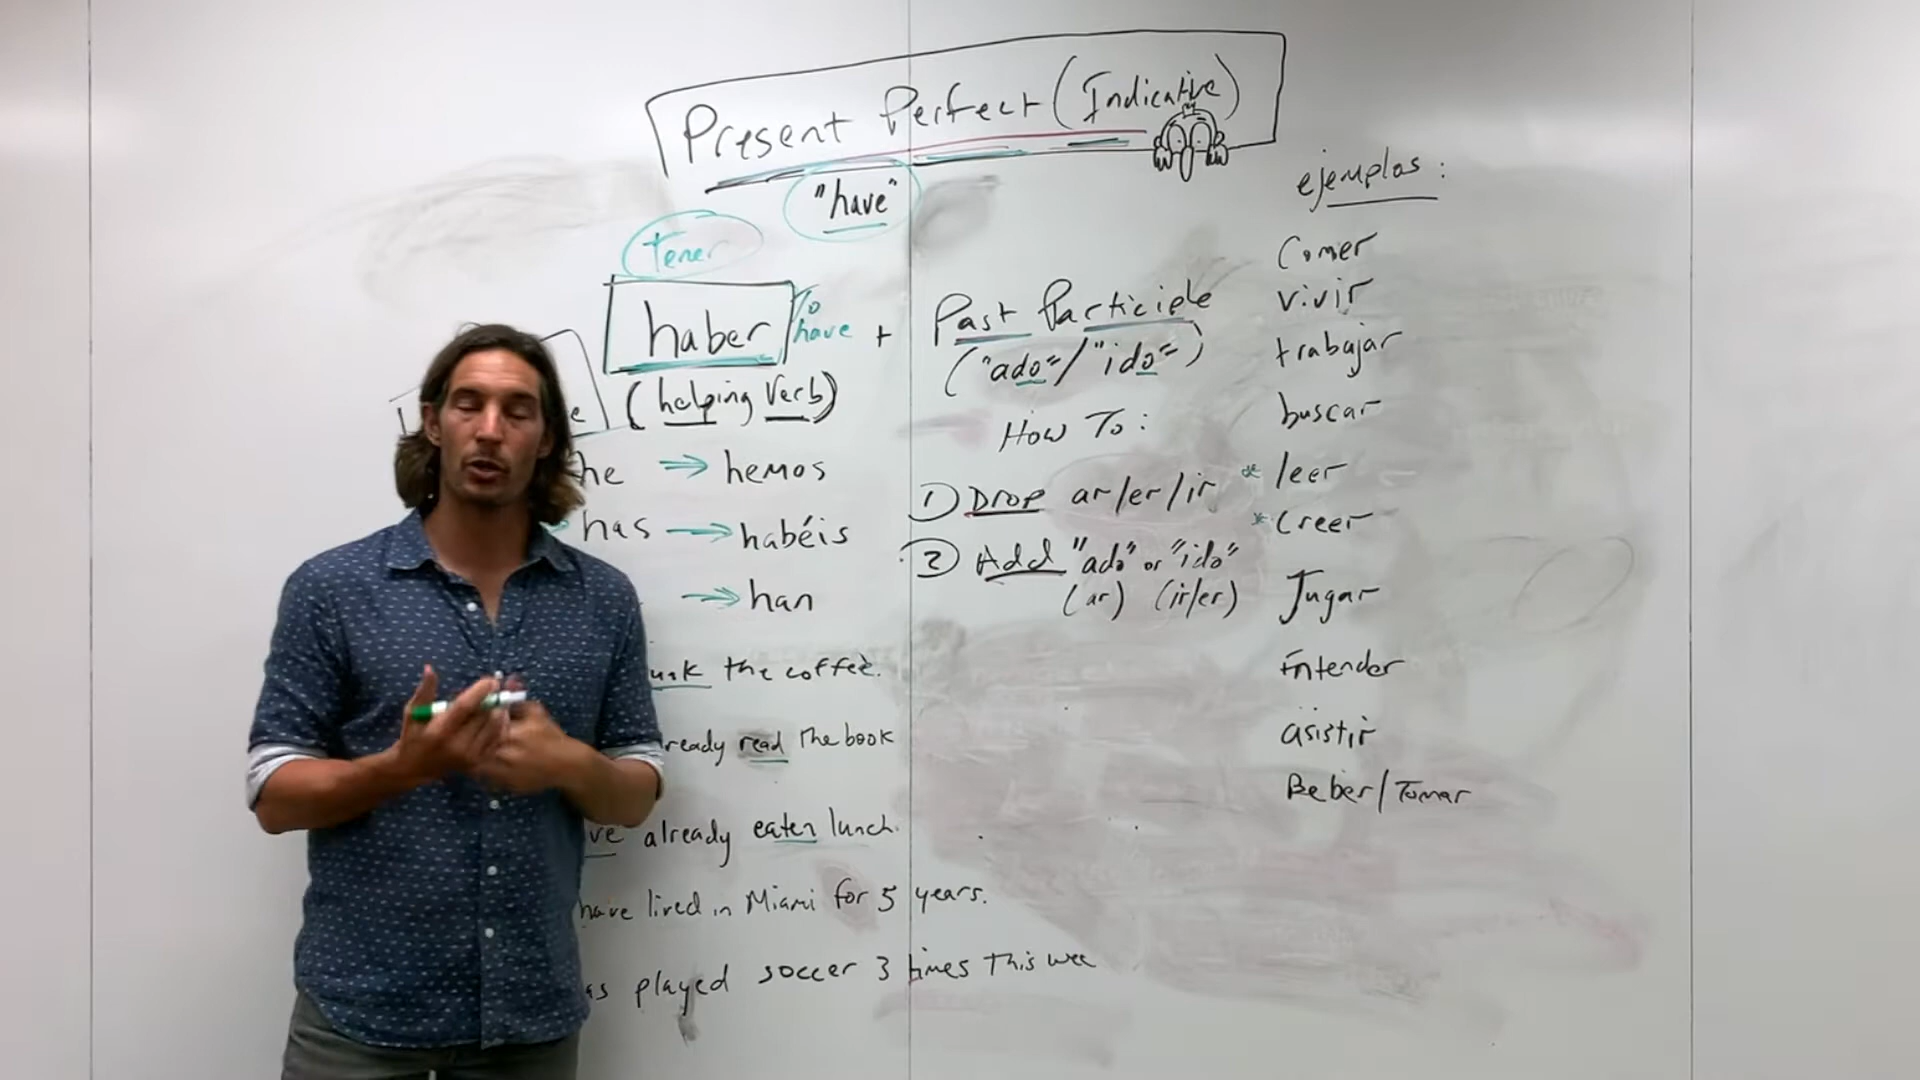 Present Perfect (Indicative)
"have"
tener
haber To have + Past Participle
(helping Verb) ("ado"/"ido")
he → hemos
has → habéis
→ han
the coffee.
read the book
already eaten lunch.
have lived in Miami for 5 years.
played soccer 3 times This wee
How To:
1) Drop ar/er/ir
2) Add "ado" or "ido"
(ar) (ir/er)
ejemplos:
Comer
vivir
trabajar
buscar
* leer
* Creer
Jugar
Entender
asistir
Beber/Tomar